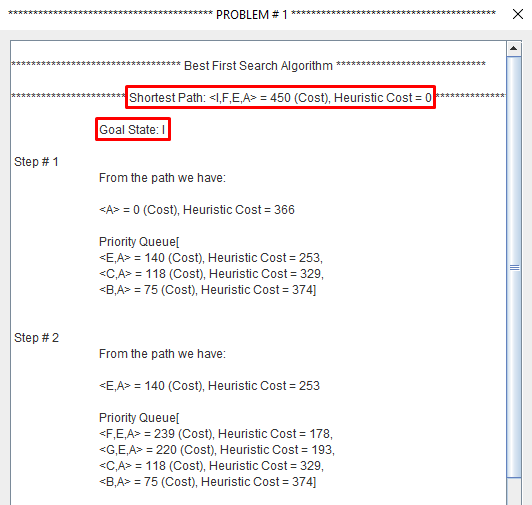 ************************************ PROBLEM # 1 ******************************************
********************************** Best First Search Algorithm ******************************
*********************** Shortest Path: <I,F,E,A> = 450 (Cost), Heuristic Cost = 0 **************
Goal State: I
Step # 1
From the path we have:
<A> = 0 (Cost), Heuristic Cost = 366
Priority Queue[
<E,A> = 140 (Cost), Heuristic Cost = 253,
<C,A> = 118 (Cost), Heuristic Cost = 329,
<B,A> = 75 (Cost), Heuristic Cost = 374]
Step # 2
From the path we have:
<E,A> = 140 (Cost), Heuristic Cost = 253
Priority Queue[
<F,E,A> = 239 (Cost), Heuristic Cost = 178,
<G,E,A> = 220 (Cost), Heuristic Cost = 193,
<C,A> = 118 (Cost), Heuristic Cost = 329,
<B,A> = 75 (Cost), Heuristic Cost = 374]